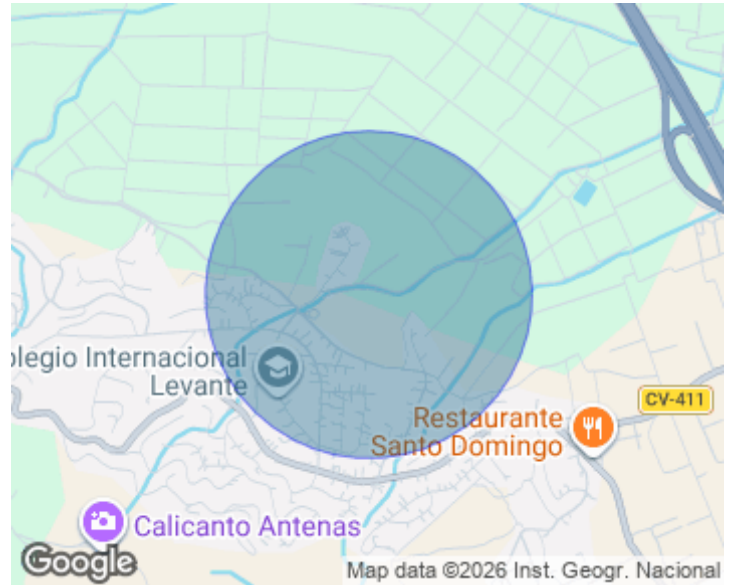 olegio Internacional
Levante
CV-411
Restaurante
Santo Domingo
Calicanto Antenas
Google
Map data ©2026 Inst. Geogr. Nacional